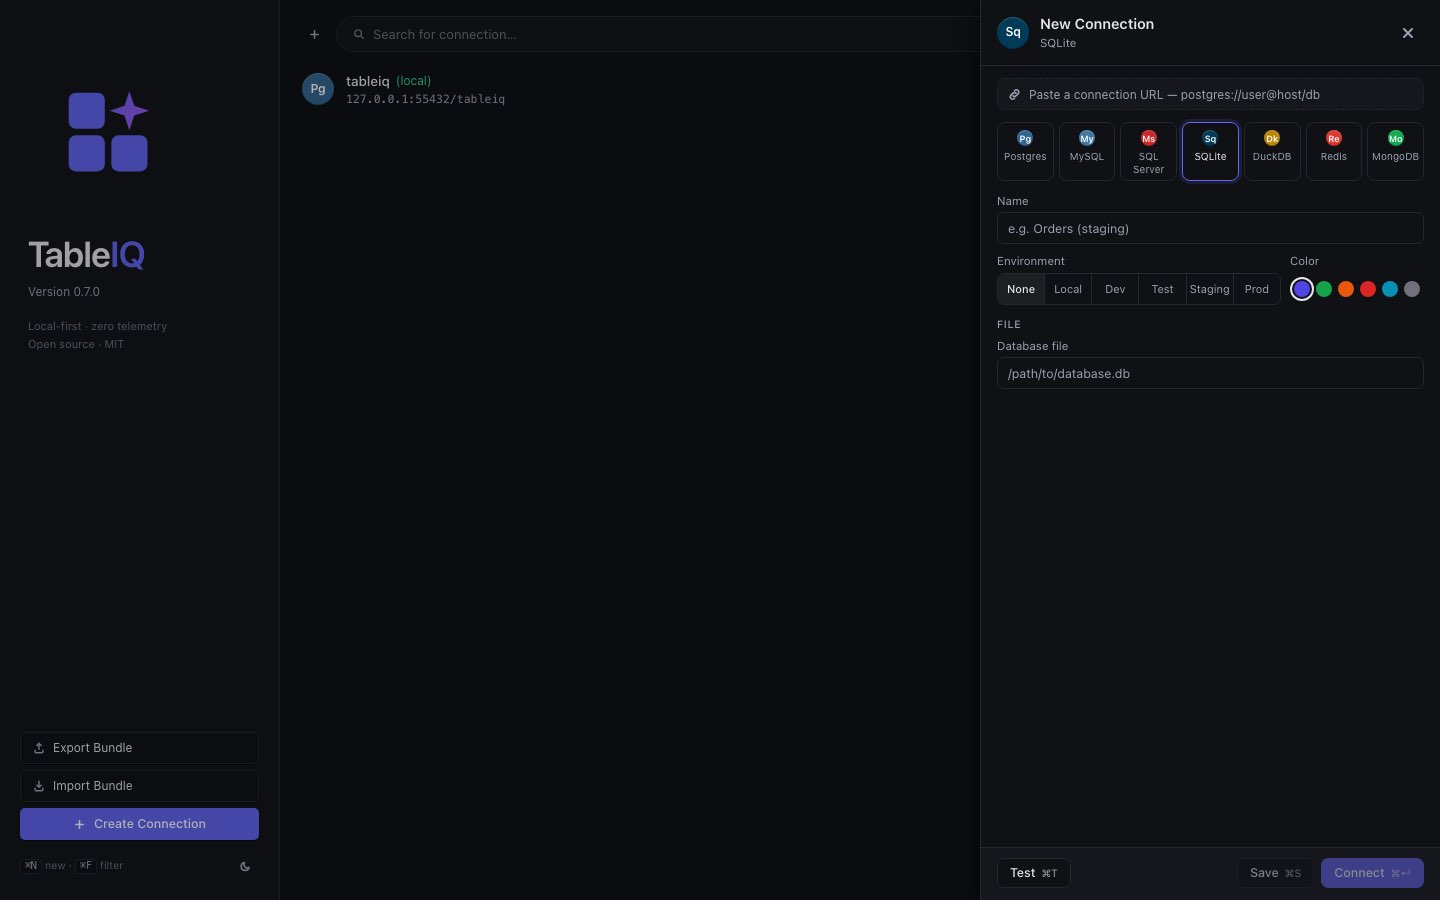 TableIQ
Version 0.7.0
Local-first · zero telemetry
Open source · MIT
Export Bundle
Import Bundle
+ Create Connection
⌘N new · ⌘F filter
+
Search for connection...
Pg
tableiq (local)
127.0.0.1:55432/tableiq
Sq
New Connection
SQLite
Paste a connection URL — postgres://user@host/db
Pg Postgres
My MySQL
Ms SQL Server
Sq SQLite
Dk DuckDB
Re Redis
Mo MongoDB
Name
e.g. Orders (staging)
Environment
Color
None Local Dev Test Staging Prod
FILE
Database file
/path/to/database.db
Test ⌘T
Save ⌘S
Connect ⌘↵